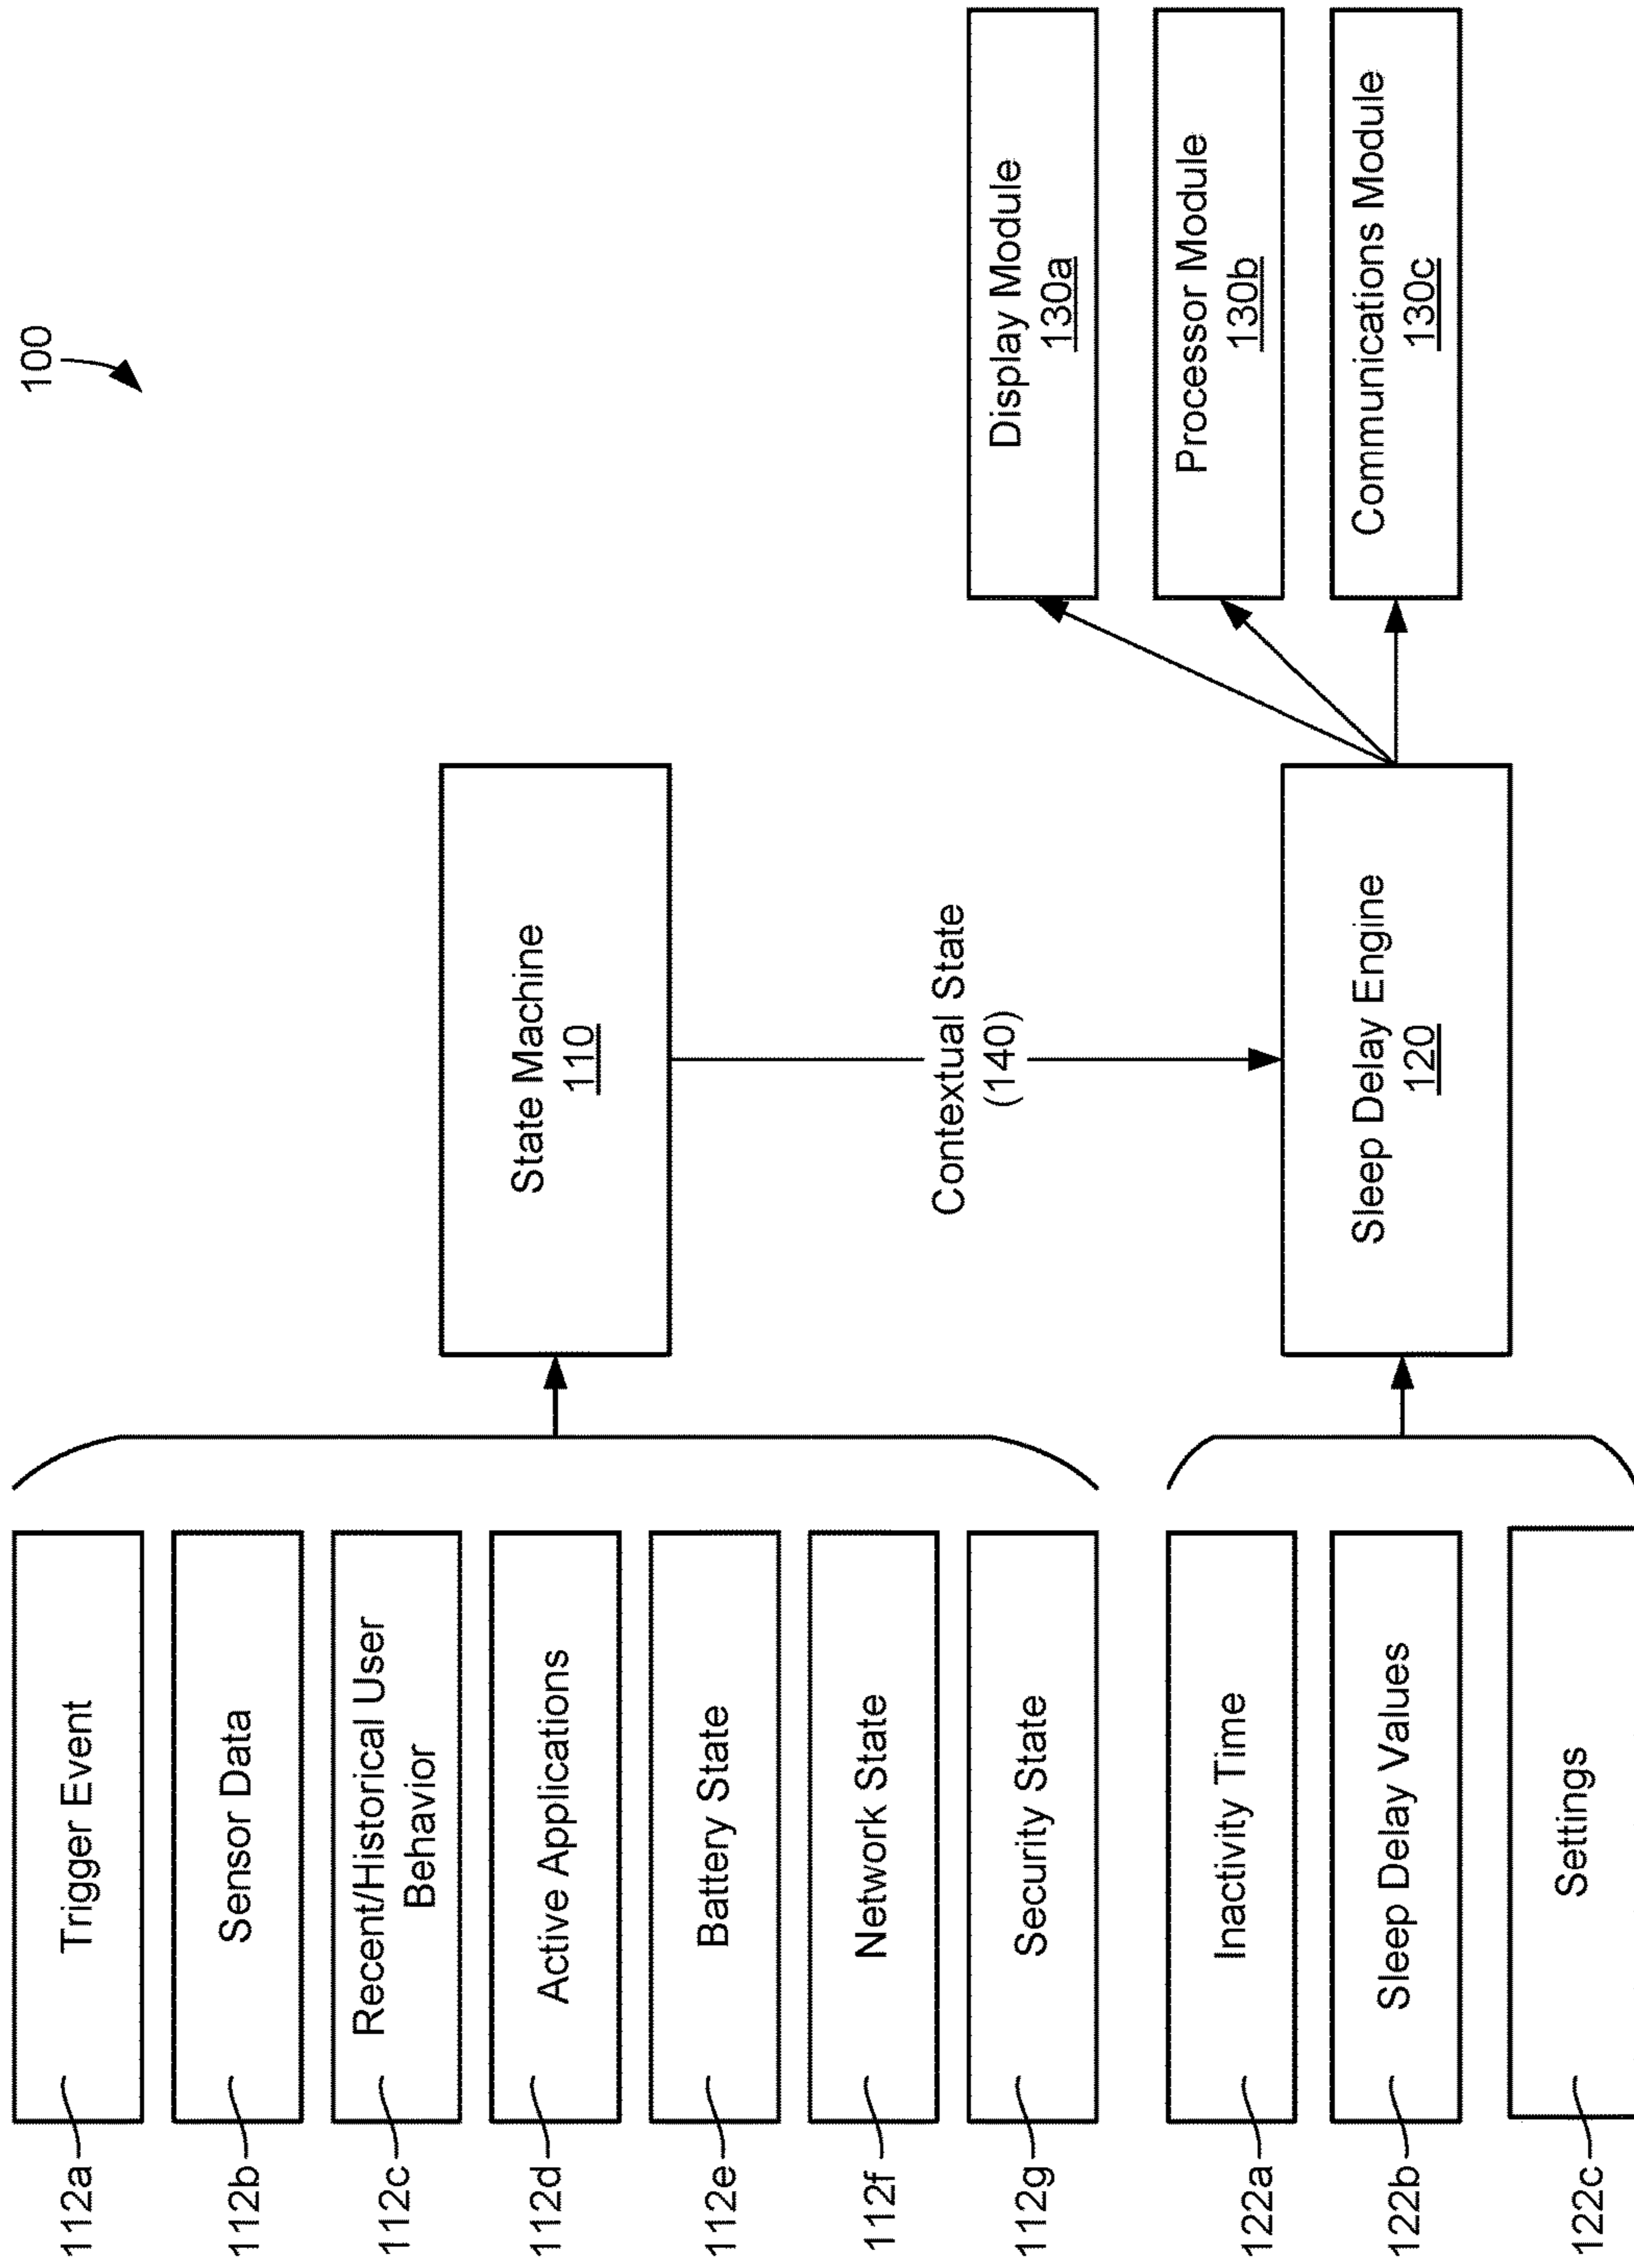 100
112a
Trigger Event
112b
Sensor Data
112c
Recent/Historical User
Behavior
112d
Active Applications
112e
Battery State
112f
Network State
112g
Security State
122a
Inactivity Time
122b
Sleep Delay Values
122c
Settings
State Machine
110
Contextual State
(140)
Sleep Delay Engine
120
Display Module
130a
Processor Module
130b
Communications Module
130c